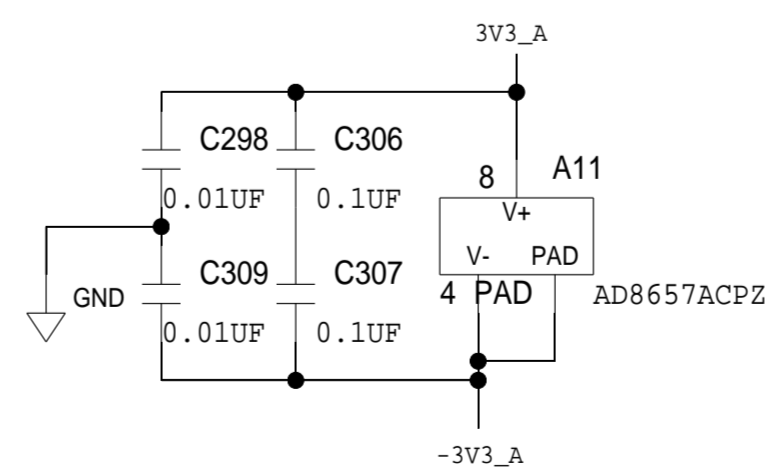 3V3_A
C298 C306
8 A11
0.01UF 0.1UF
V+
V- PAD
C309 C307
GND
4 PAD AD8657ACPZ
0.01UF 0.1UF
-3V3_A